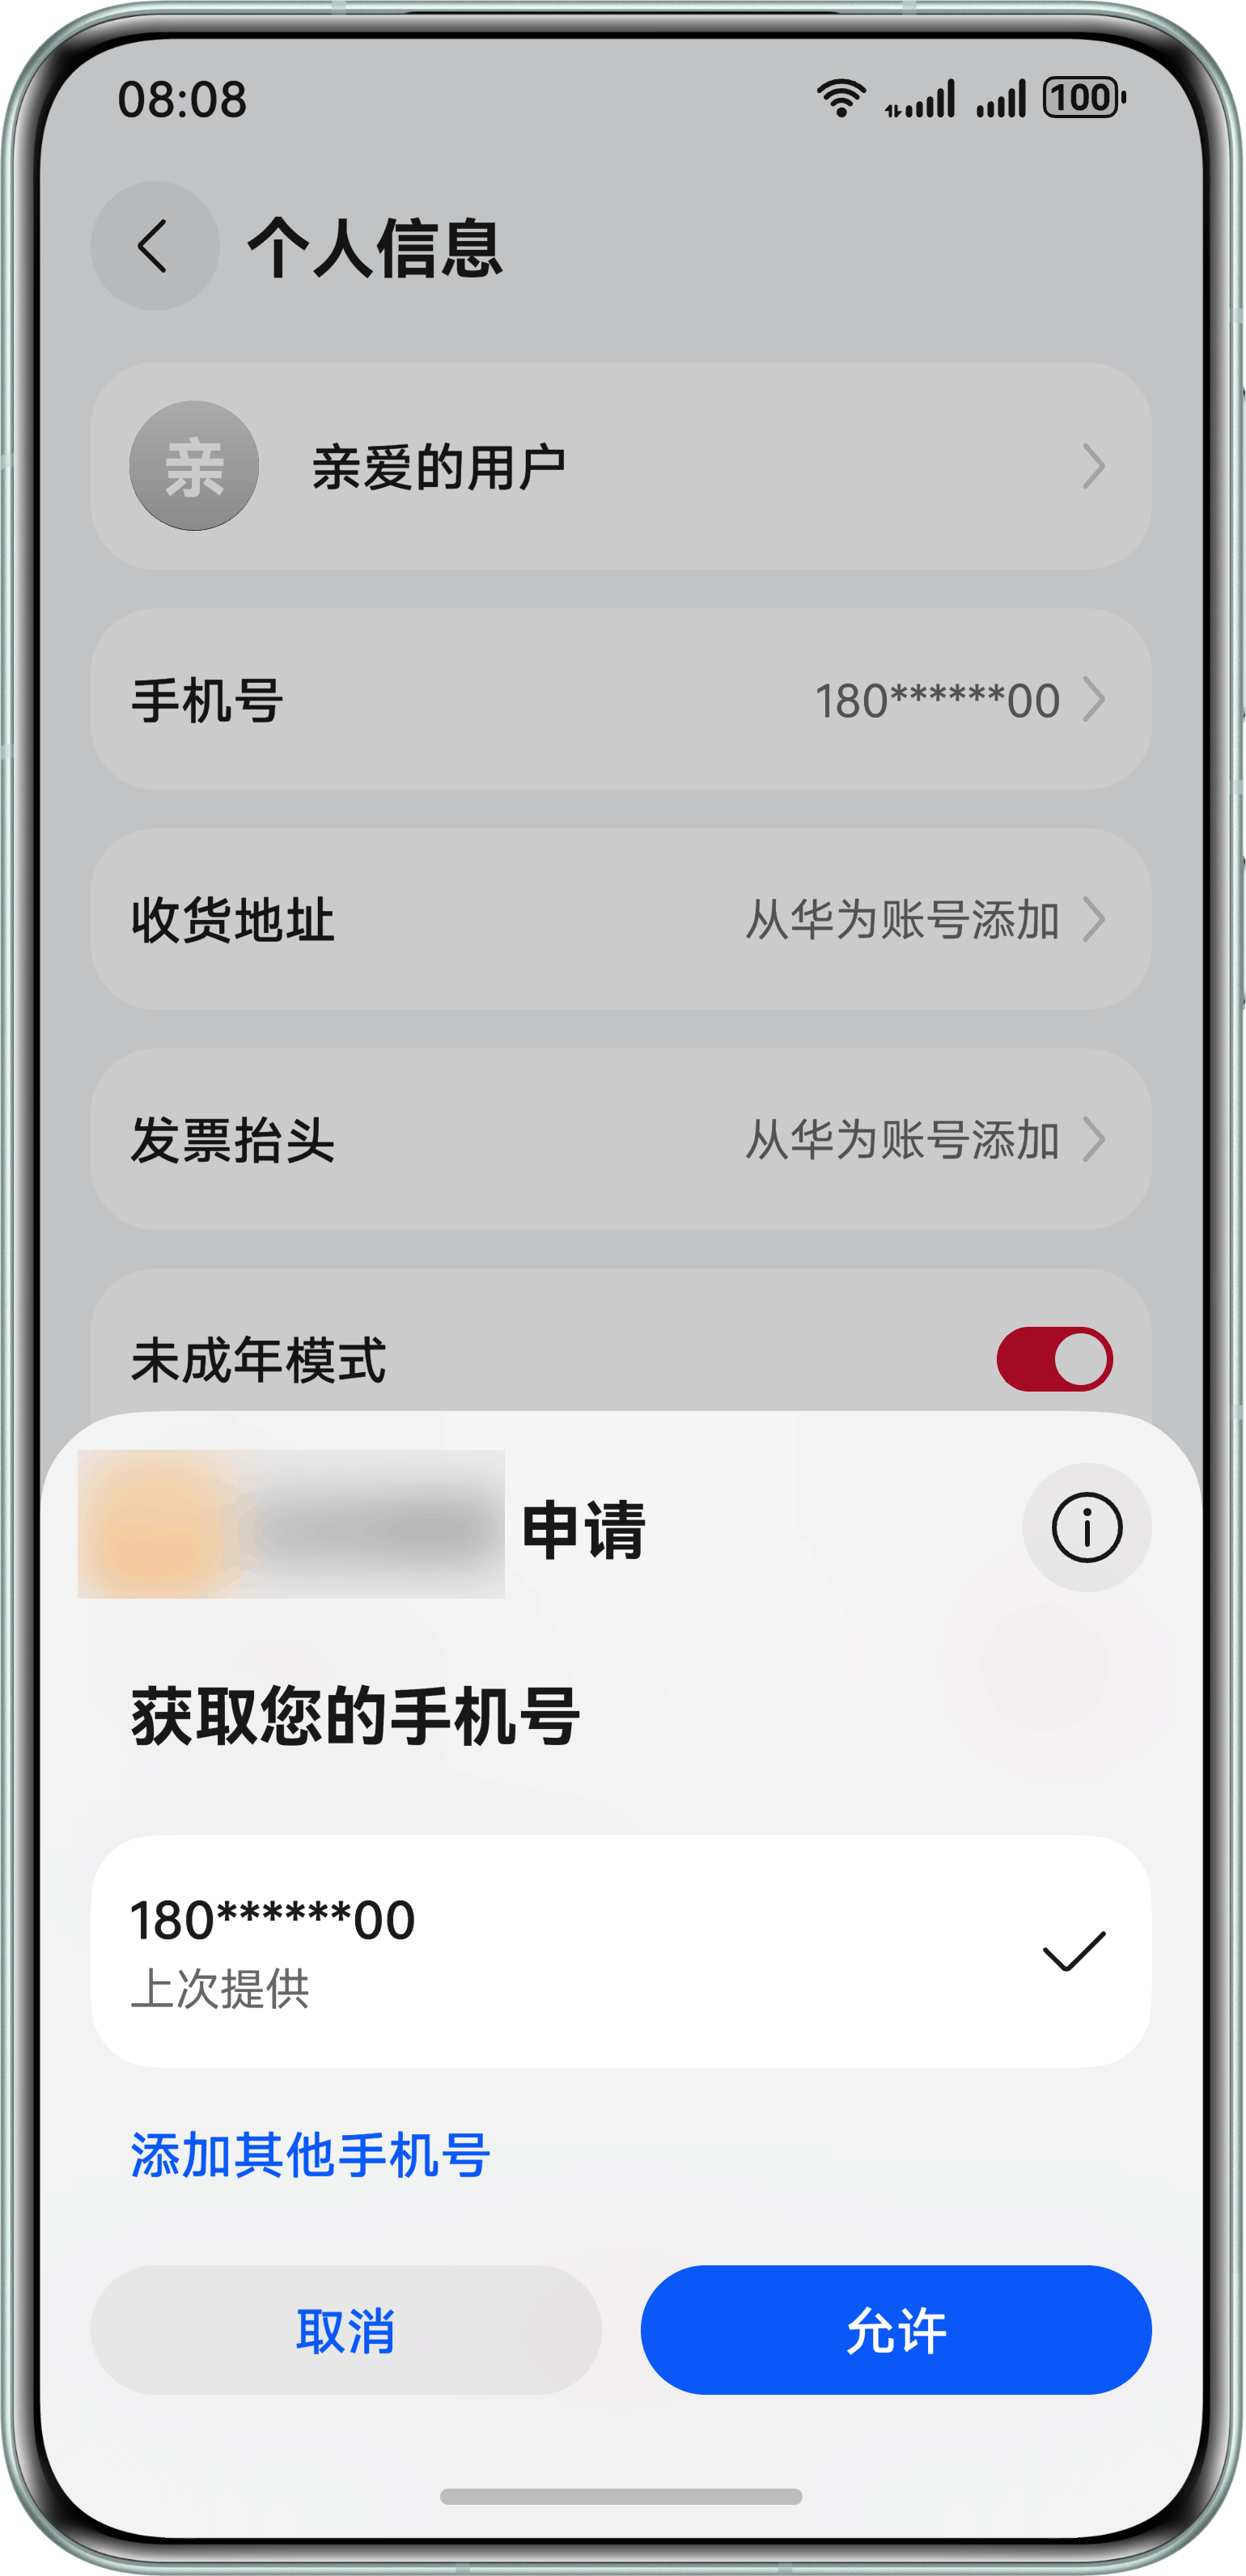 08:08
100
个人信息
亲
亲爱的用户
手机号
180******00
收货地址
从华为账号添加
发票抬头
从华为账号添加
未成年模式
申请
获取您的手机号
180******00
上次提供
添加其他手机号
取消
允许